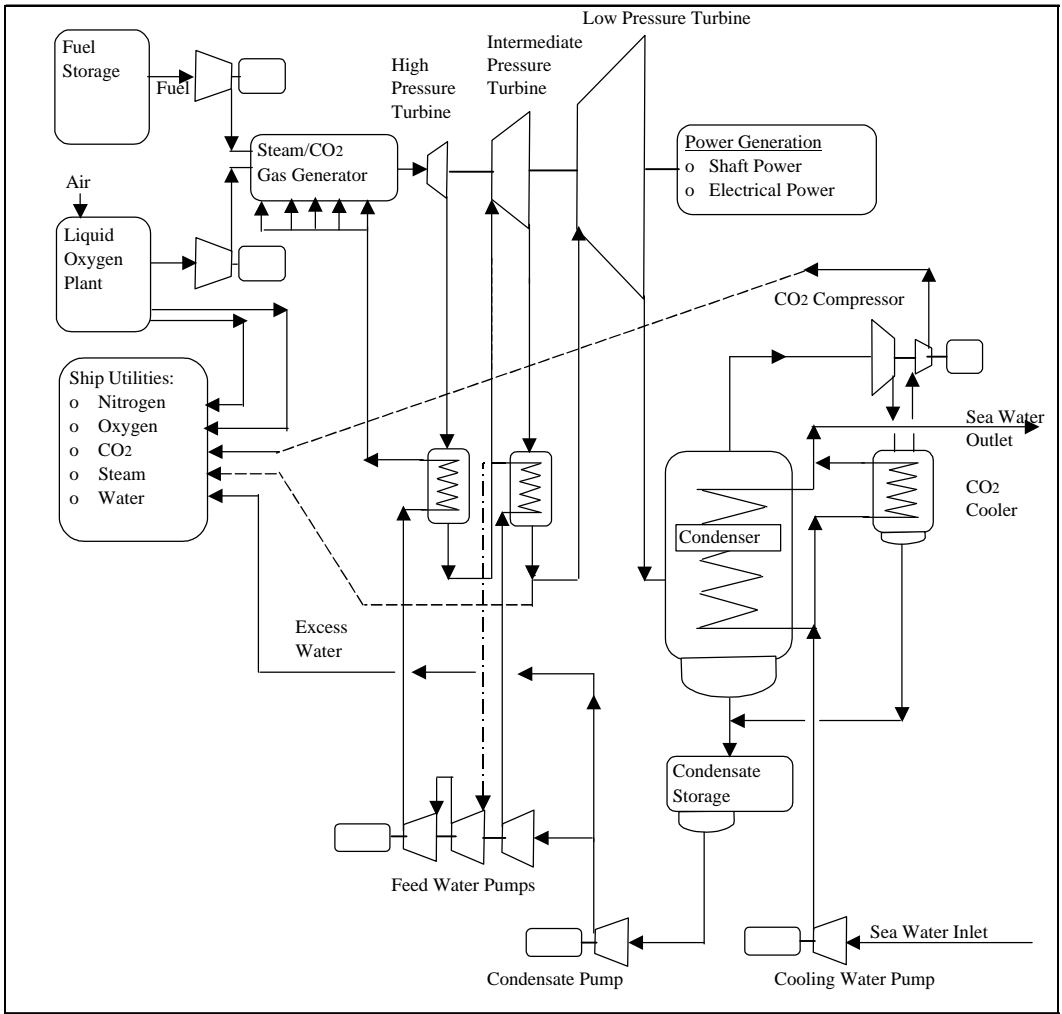 Low Pressure Turbine
Fuel
Storage
Fuel
High
Pressure
Turbine
Intermediate
Pressure
Turbine
Steam/CO2
Gas Generator
Power Generation
o Shaft Power
o Electrical Power
Air
Liquid
Oxygen
Plant
CO2 Compressor
Ship Utilities:
o Nitrogen
o Oxygen
o CO2
o Steam
o Water
Sea Water
Outlet
CO2
Cooler
Condenser
Excess
Water
Condensate
Storage
Feed Water Pumps
Sea Water Inlet
Condensate Pump
Cooling Water Pump